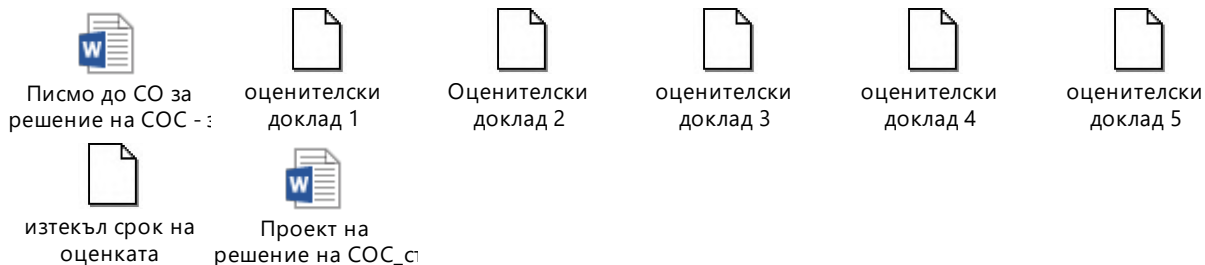 Писмо до СО за
решение на СОС -
оценителски
доклад 1
Оценителски
доклад 2
оценителски
доклад 3
оценителски
доклад 4
оценителски
доклад 5
изтекъл срок на
оценката
Проект на
решение на СОС_